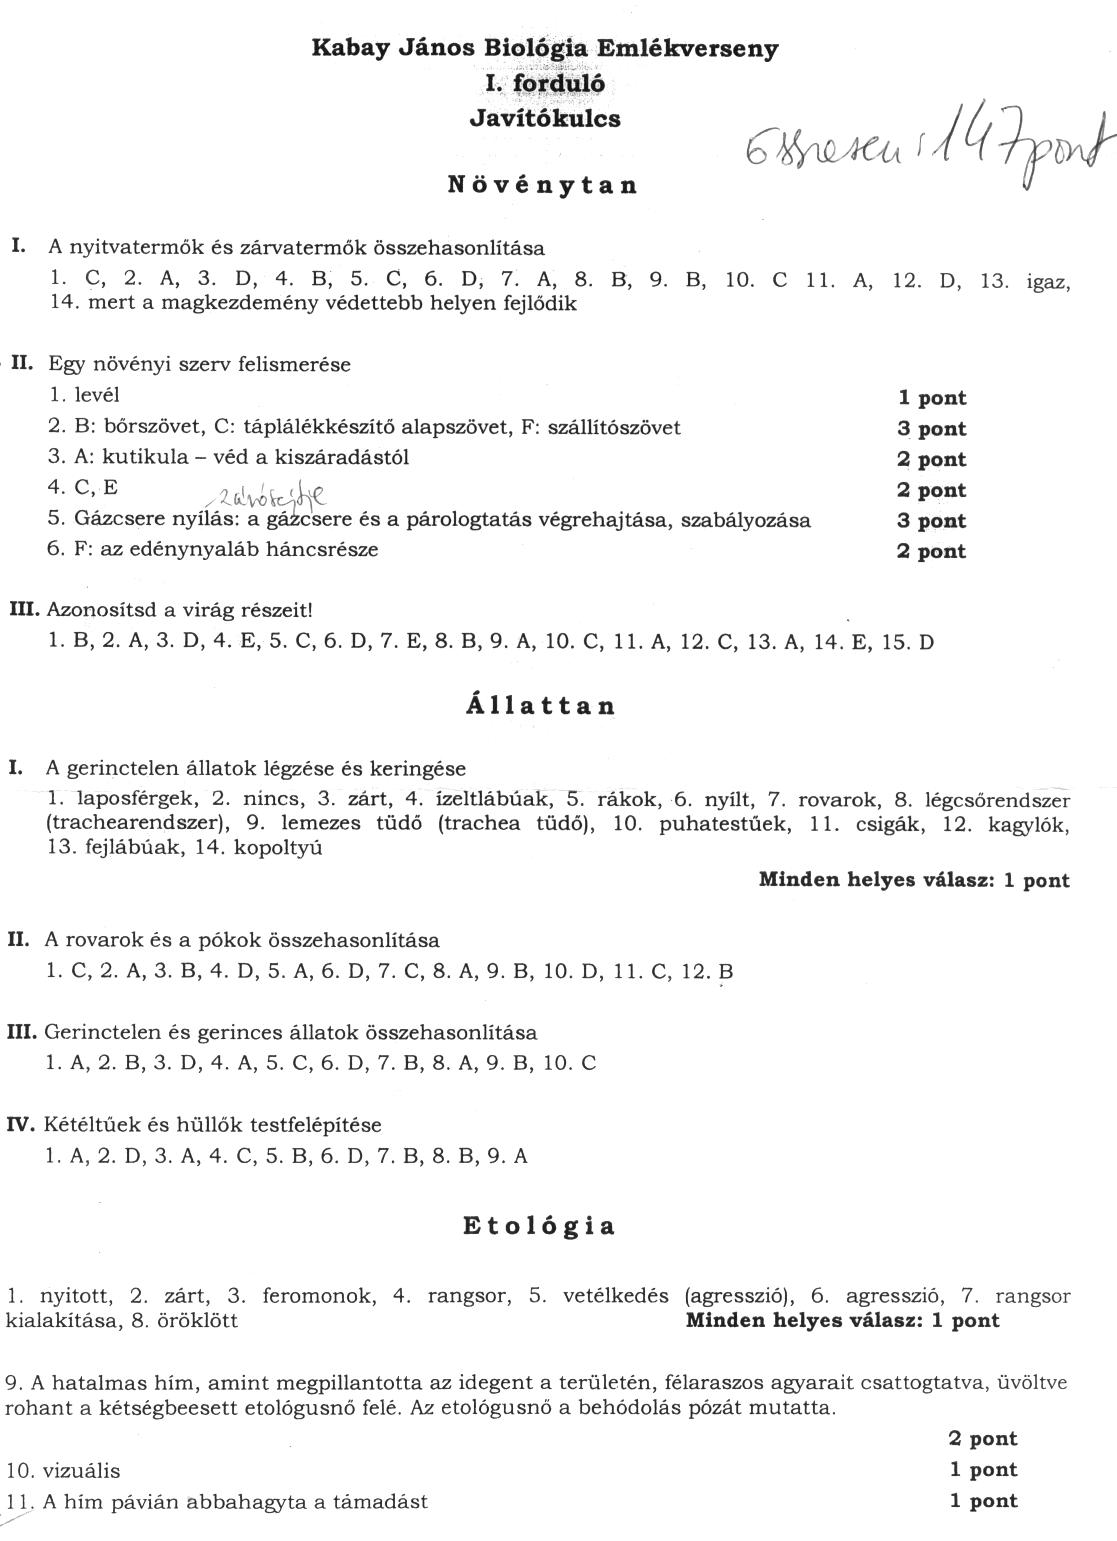 Kabay János Biológia Emlékverseny
I. forduló
Javítókulcs
Összesen: 147 pont
Növénytan
I. A nyitvatermők és zárvatermők összehasonlítása
1. C, 2. A, 3. D, 4. B, 5. C, 6. D, 7. A, 8. B, 9. B, 10. C 11. A, 12. D, 13. igaz,
14. mert a magkezdemény védettebb helyen fejlődik
II. Egy növényi szerv felismerése
1. levél 1 pont
2. B: bőrszövet, C: táplálékkészítő alapszövet, F: szállítószövet 3 pont
3. A: kutikula – véd a kiszáradástól 2 pont
4. C, E 2 pont
zárósejtje
5. Gázcsere nyílás: a gázcsere és a párologtatás végrehajtása, szabályozása 3 pont
6. F: az edénynyaláb háncsrésze 2 pont
III. Azonosítsd a virág részeit!
1. B, 2. A, 3. D, 4. E, 5. C, 6. D, 7. E, 8. B, 9. A, 10. C, 11. A, 12. C, 13. A, 14. E, 15. D
Állattan
I. A gerinctelen állatok légzése és keringése
1. laposférgek, 2. nincs, 3. zárt, 4. ízeltlábúak, 5. rákok, 6. nyílt, 7. rovarok, 8. légcsőrendszer
(trachearendszer), 9. lemezes tüdő (trachea tüdő), 10. puhatestűek, 11. csigák, 12. kagylók,
13. fejlábúak, 14. kopoltyú
Minden helyes válasz: 1 pont
II. A rovarok és a pókok összehasonlítása
1. C, 2. A, 3. B, 4. D, 5. A, 6. D, 7. C, 8. A, 9. B, 10. D, 11. C, 12. B
III. Gerinctelen és gerinces állatok összehasonlítása
1. A, 2. B, 3. D, 4. A, 5. C, 6. D, 7. B, 8. A, 9. B, 10. C
IV. Kétéltűek és hüllők testfelépítése
1. A, 2. D, 3. A, 4. C, 5. B, 6. D, 7. B, 8. B, 9. A
Etológia
1. nyitott, 2. zárt, 3. feromonok, 4. rangsor, 5. vetélkedés (agresszió), 6. agresszió, 7. rangsor
kialakítása, 8. öröklött Minden helyes válasz: 1 pont
9. A hatalmas hím, amint megpillantotta az idegent a területén, félaraszos agyarait csattogtatva, üvöltve
rohant a kétségbeesett etológusnő felé. Az etológusnő a behódolás pózát mutatta.
2 pont
10. vizuális 1 pont
11. A hím pávián abbahagyta a támadást 1 pont